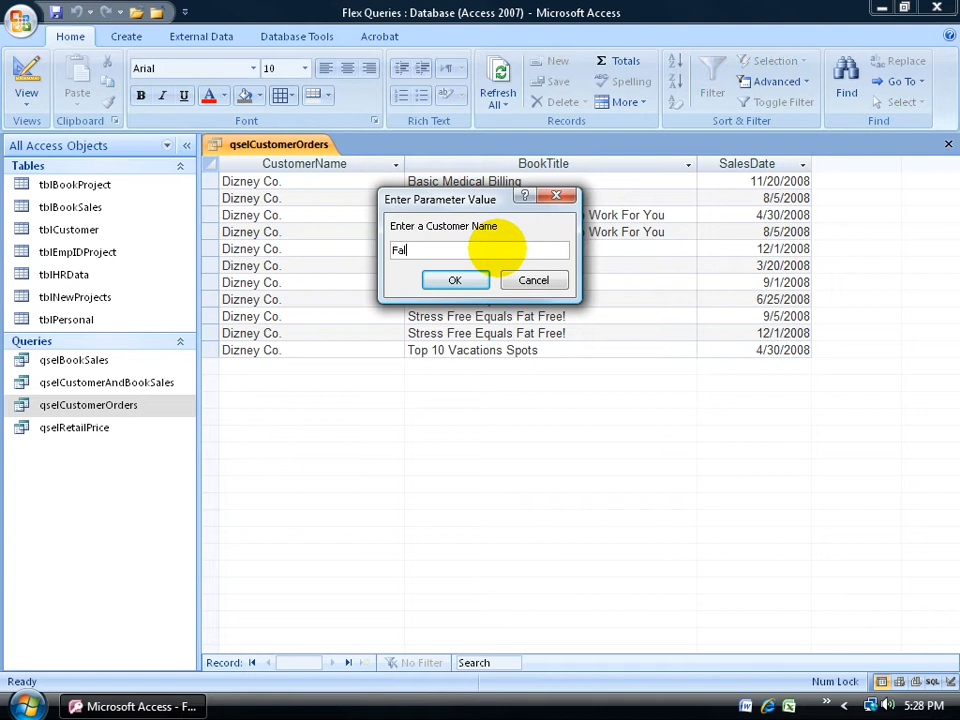 Flex Queries : Database (Access 2007) - Microsoft Access
Home Create External Data Database Tools Acrobat
View
Views
Paste
Clipboard
Arial 10
B I U A
Font
Rich Text
Refresh All
New
Save
Delete
Totals
Spelling
More
Records
Filter
Selection
Advanced
Toggle Filter
Sort & Filter
Find
Replace
Go To
Select
Find
All Access Objects
Tables
tblBookProject
tblBookSales
tblCustomer
tblEmpIDProject
tblHRData
tblNewProjects
tblPersonal
Queries
qselBookSales
qselCustomerAndBookSales
qselCustomerOrders
qselRetailPrice
qselCustomerOrders
CustomerName BookTitle SalesDate
Dizney Co. Basic Medical Billing 11/20/2008
Dizney Co. 8/5/2008
Dizney Co. Work For You 4/30/2008
Dizney Co. Work For You 8/5/2008
Dizney Co. 12/1/2008
Dizney Co. 3/20/2008
Dizney Co. 9/1/2008
Dizney Co. 6/25/2008
Dizney Co. Stress Free Equals Fat Free! 9/5/2008
Dizney Co. Stress Free Equals Fat Free! 12/1/2008
Dizney Co. Top 10 Vacations Spots 4/30/2008
Enter Parameter Value
Enter a Customer Name
Fal
OK Cancel
Record: No Filter Search
Ready Num Lock SQL
Microsoft Access - F... 5:28 PM